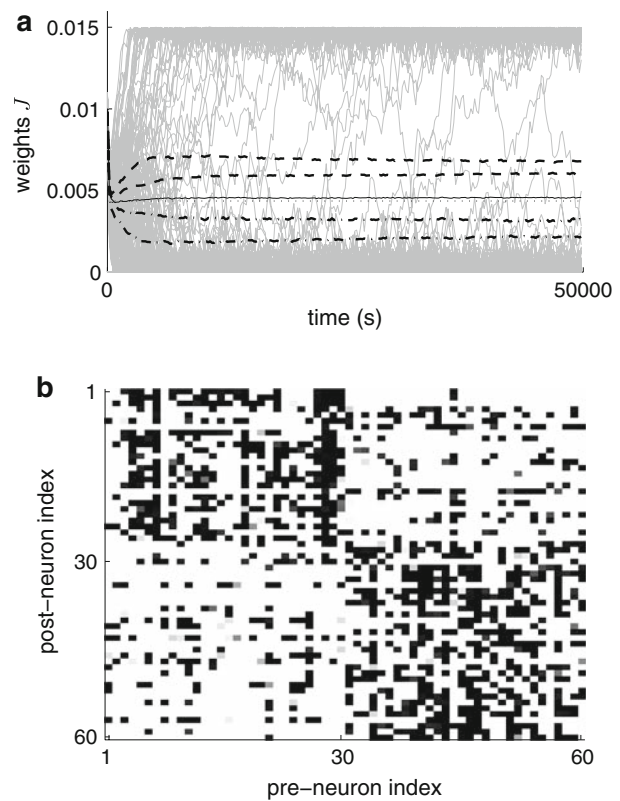 a
0.015
0.01
0.005
0
weights J
0
50000
time (s)
b
1
30
60
post−neuron index
1
30
60
pre−neuron index